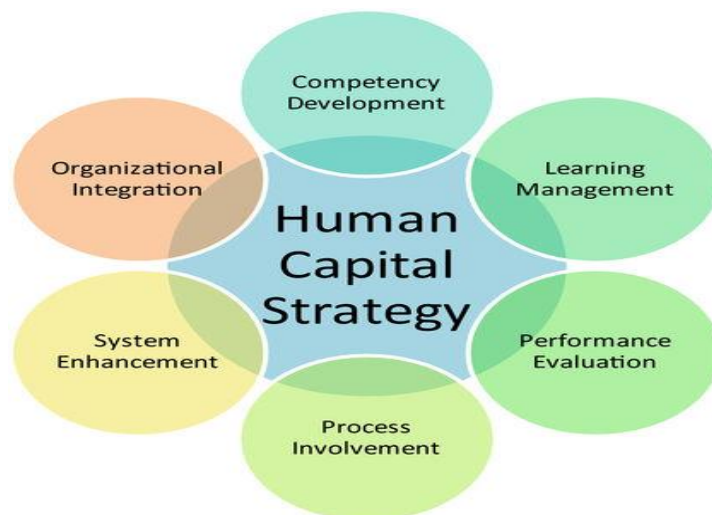 Competency
Development
Learning
Management
Performance
Evaluation
Process
Involvement
System
Enhancement
Organizational
Integration
Human
Capital
Strategy